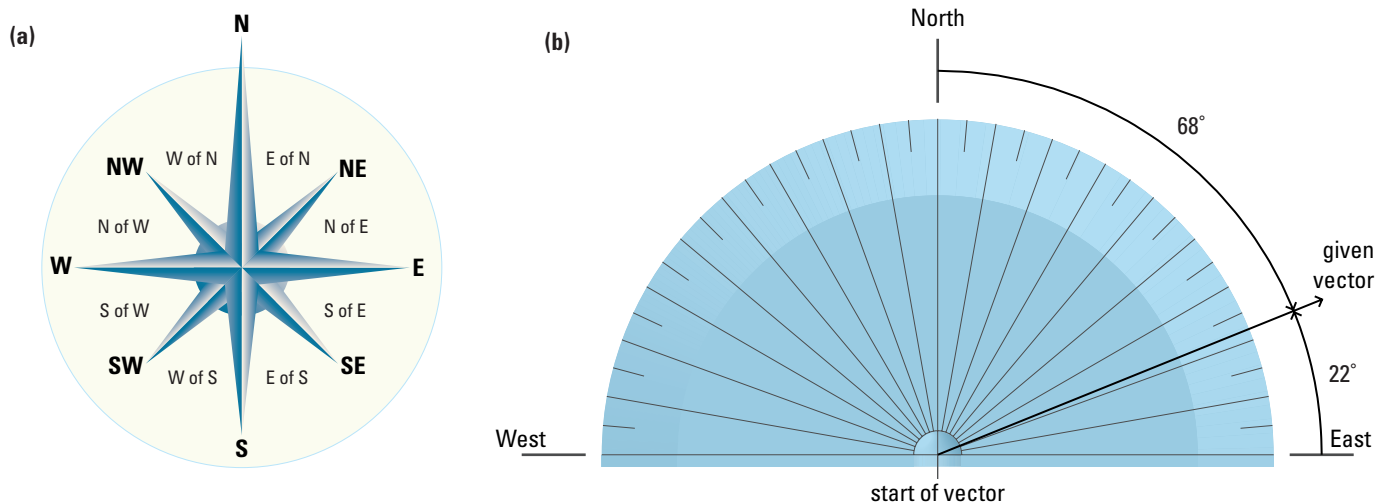 (a)
N
W of N E of N
NW NE
N of W N of E
W E
S of W S of E
SW SE
W of S E of S
S
(b)
North
68°
given
vector
22°
West East
start of vector